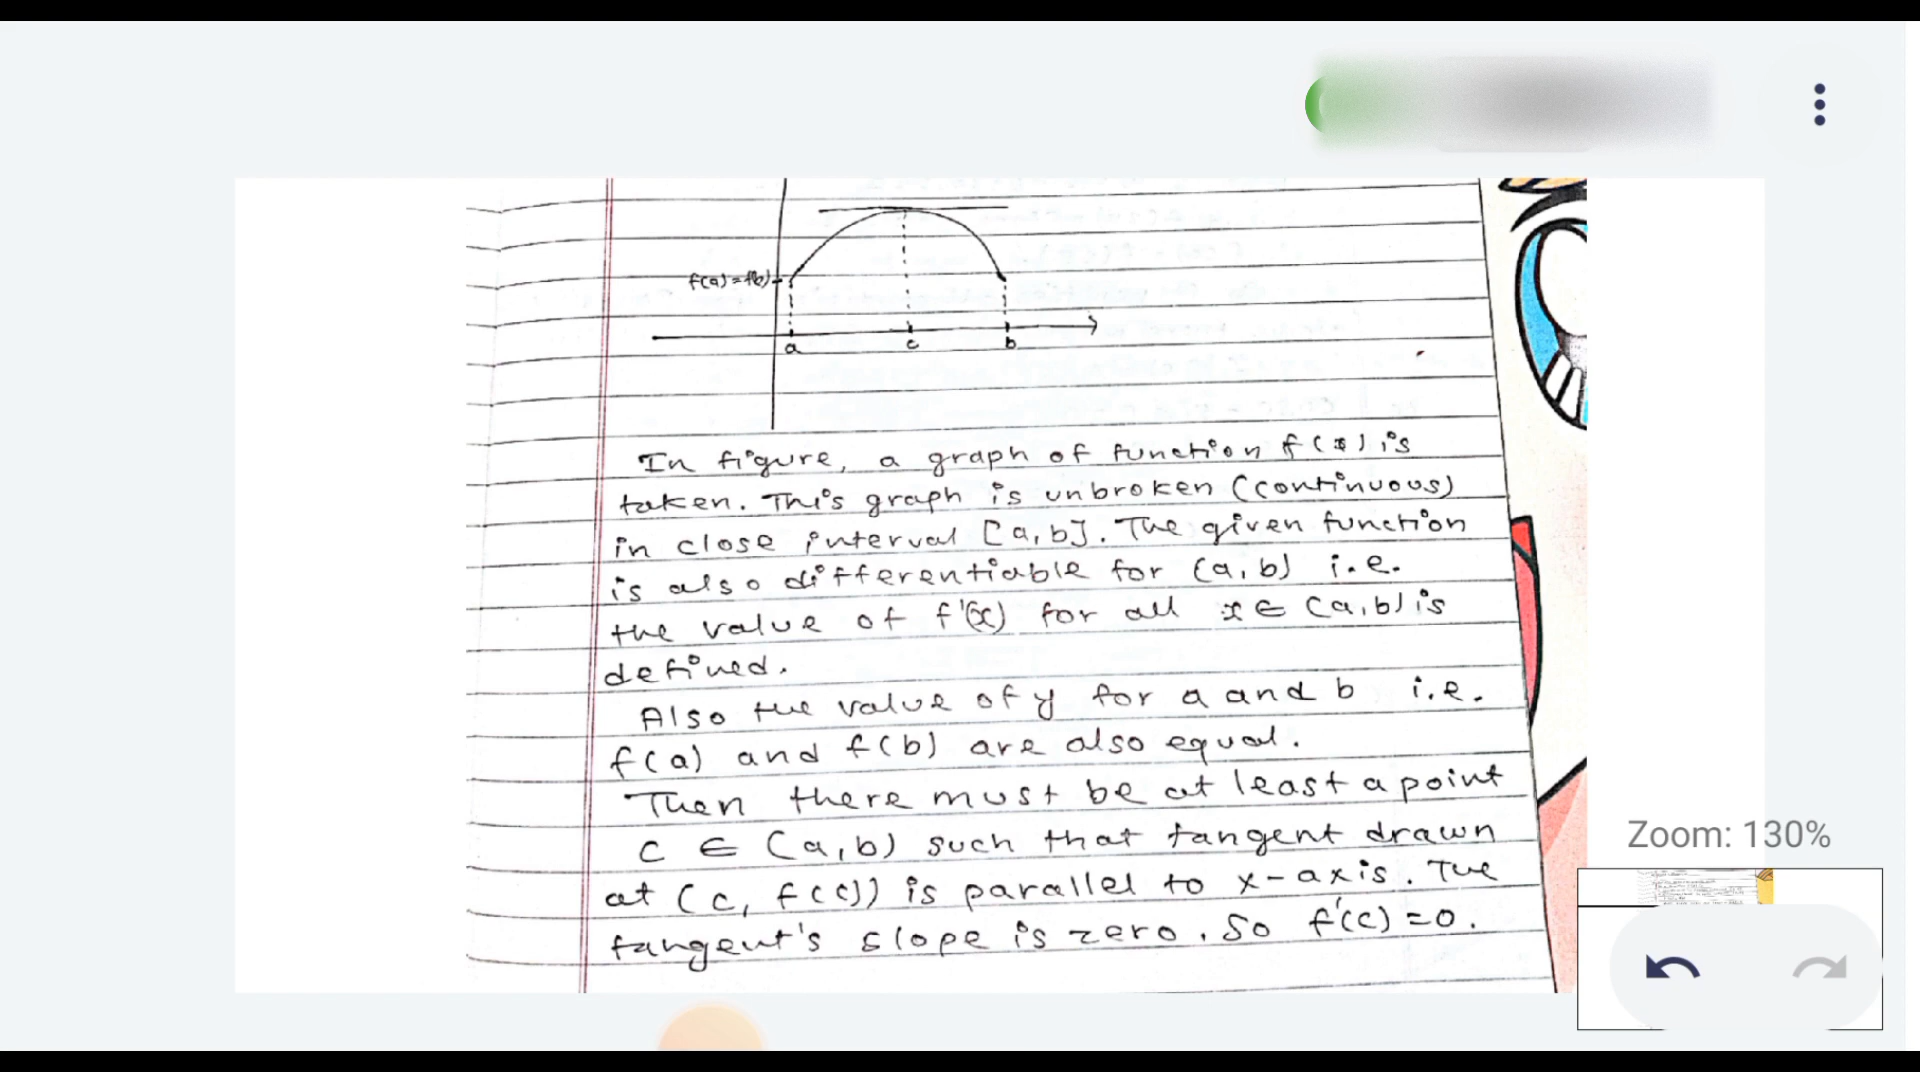 f(a)=f(b)
a c b
In figure, a graph of function f(x) is
taken. This graph is unbroken (continuous)
in close interval [a,b]. The given function
is also differentiable for (a,b) i.e.
the value of f'(x) for all x ∈ (a,b) is
defined.
Also the value of y for a and b i.e.
f(a) and f(b) are also equal.
Then there must be at least a point
c ∈ (a,b) such that tangent drawn
at (c, f(c)) is parallel to x-axis. The
tangent's slope is zero. So f'(c) = 0.
Zoom: 130%